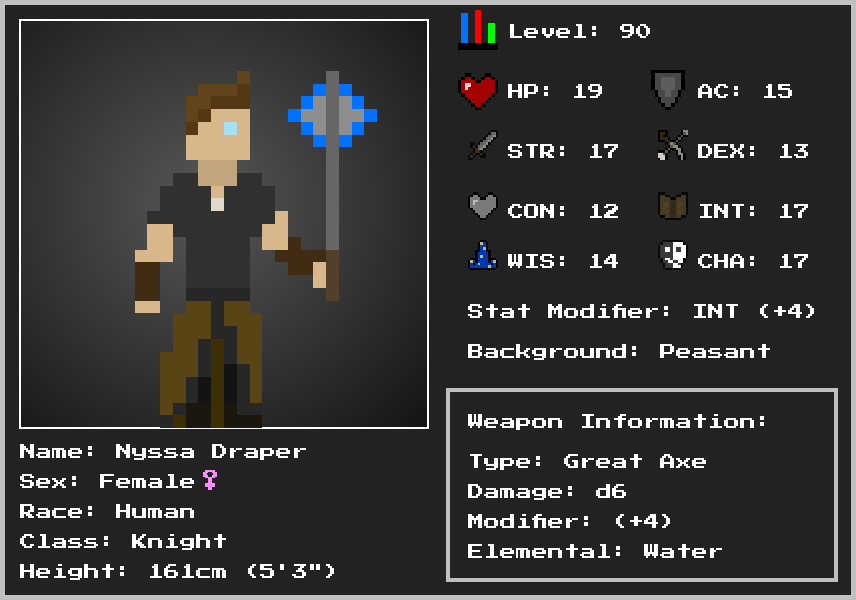 Level: 90
HP: 19
AC: 15
STR: 17
DEX: 13
CON: 12
INT: 17
WIS: 14
CHA: 17
Stat Modifier: INT (+4)
Background: Peasant
Weapon Information:
Type: Great Axe
Damage: d6
Modifier: (+4)
Elemental: Water
Name: Nyssa Draper
Sex: Female♀
Race: Human
Class: Knight
Height: 161cm (5'3")